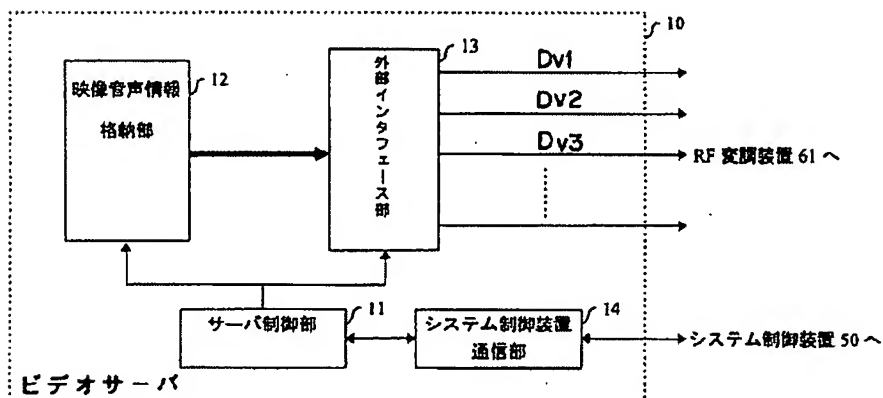 10
映像音声情報
格納部
12
外部インタフェース部
13
Dv1
Dv2
Dv3
RF 変調装置 61 へ
サーバ制御部
11
システム制御装置
通信部
14
システム制御装置 50 へ
ビデオサーバ